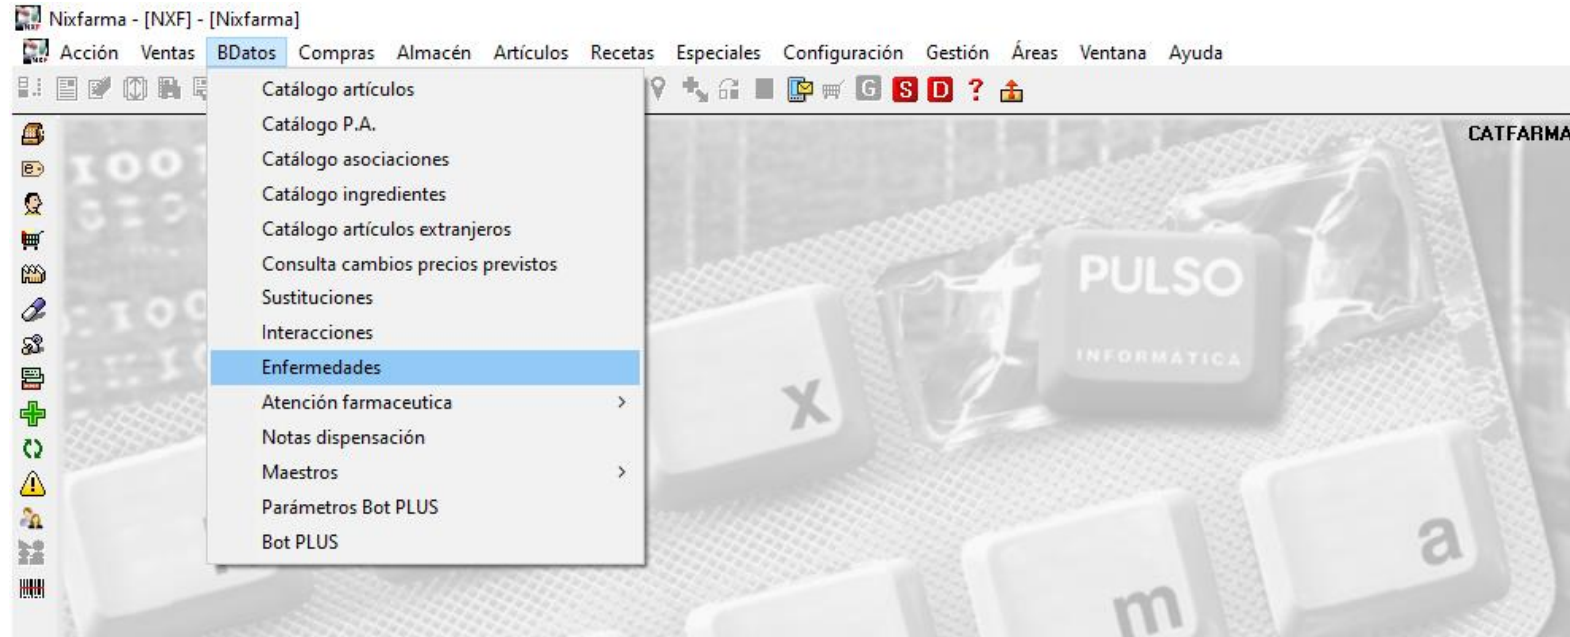 Nixfarma - [NXF] - [Nixfarma]
Acción Ventas BDatos Compras Almacén Artículos Recetas Especiales Configuración Gestión Áreas Ventana Ayuda
G S D ?
Catálogo artículos
CATFARMA
Catálogo P.A.
Catálogo asociaciones
Catálogo ingredientes
Catálogo artículos extranjeros
Consulta cambios precios previstos
PULSO
Sustituciones
Interacciones
INFORMÁTICA
Enfermedades
Atención farmaceutica
x
Notas dispensación
Maestros
Parámetros Bot PLUS
Bot PLUS
a
m